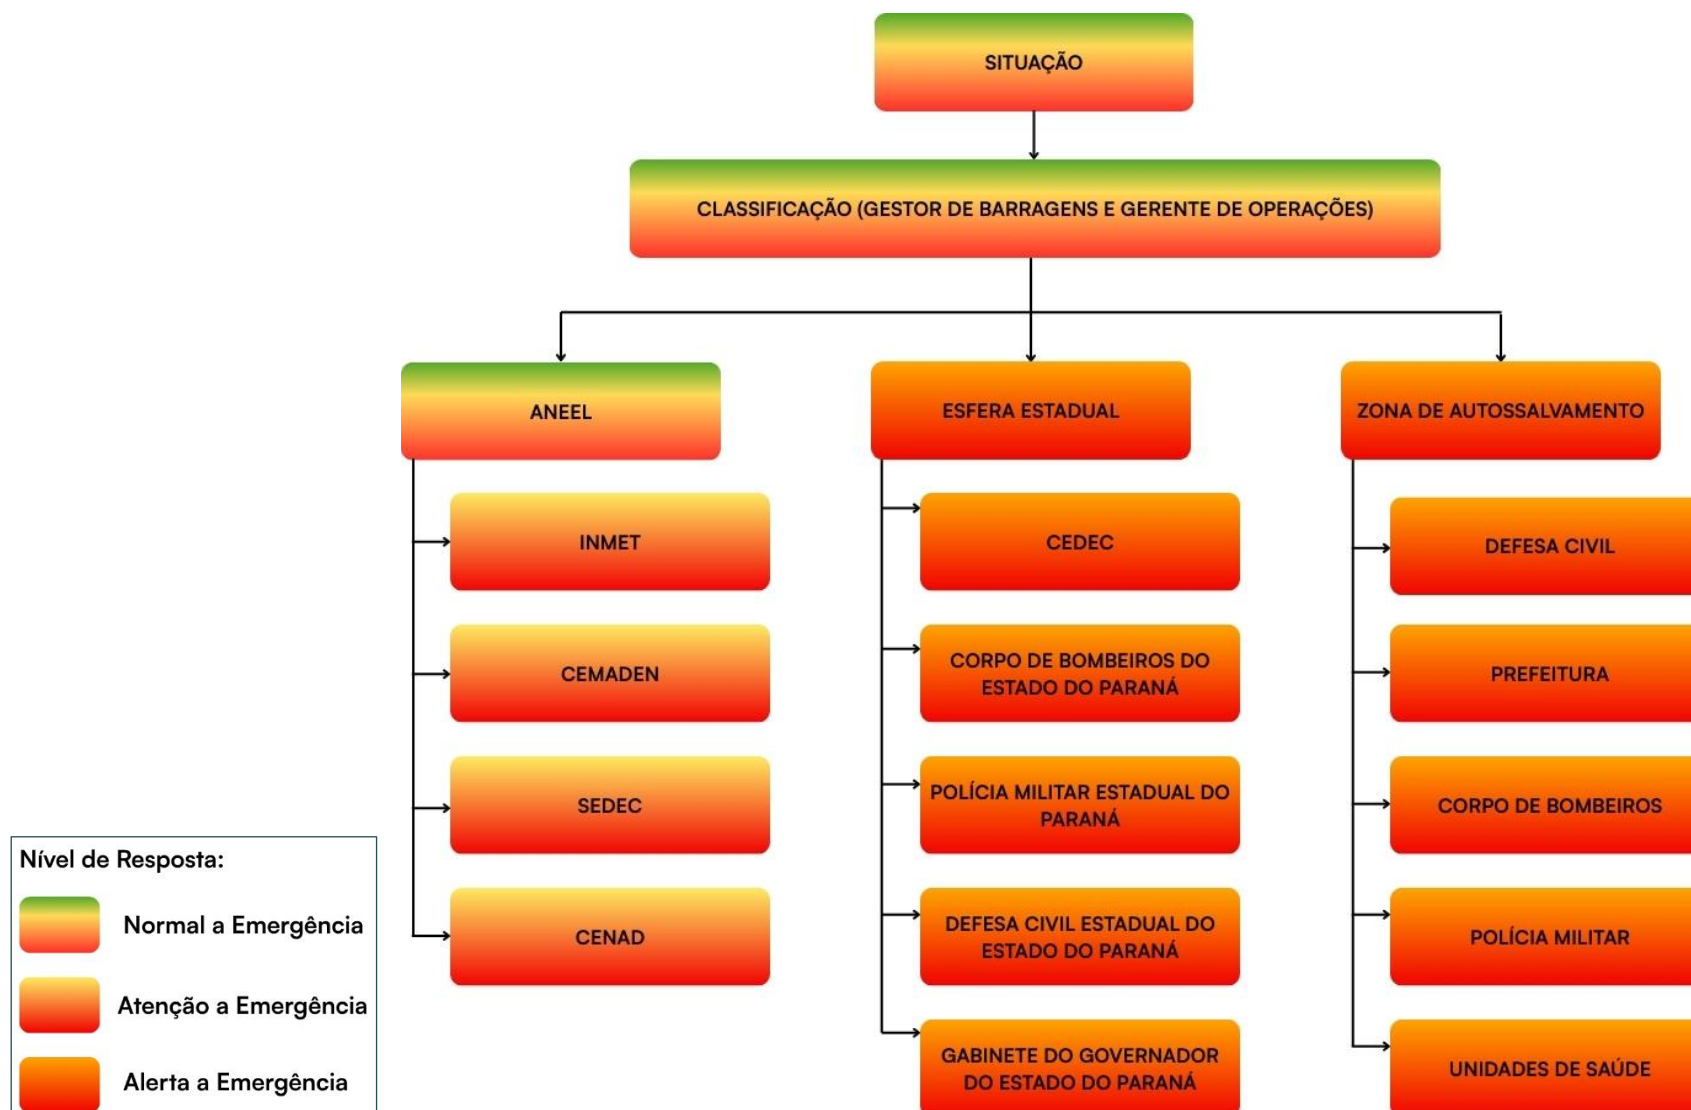 SITUAÇÃO
CLASSIFICAÇÃO (GESTOR DE BARRAGENS E GERENTE DE OPERAÇÕES)
ANEEL
INMET
CEMADEN
SEDEC
CENAD
ESFERA ESTADUAL
CEDEC
CORPO DE BOMBEIROS DO
ESTADO DO PARANÁ
POLÍCIA MILITAR ESTADUAL DO
PARANÁ
DEFESA CIVIL ESTADUAL DO
ESTADO DO PARANÁ
GABINETE DO GOVERNADOR
DO ESTADO DO PARANÁ
ZONA DE AUTOSSALVAMENTO
DEFESA CIVIL
PREFEITURA
CORPO DE BOMBEIROS
POLÍCIA MILITAR
UNIDADES DE SAÚDE
Nível de Resposta:
Normal a Emergência
Atenção a Emergência
Alerta a Emergência